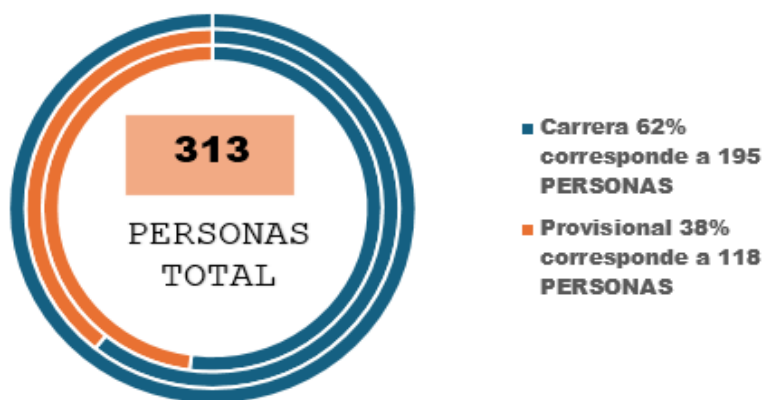 313
PERSONAS
TOTAL
Carrera 62%
corresponde a 195
PERSONAS
Provisional 38%
corresponde a 118
PERSONAS